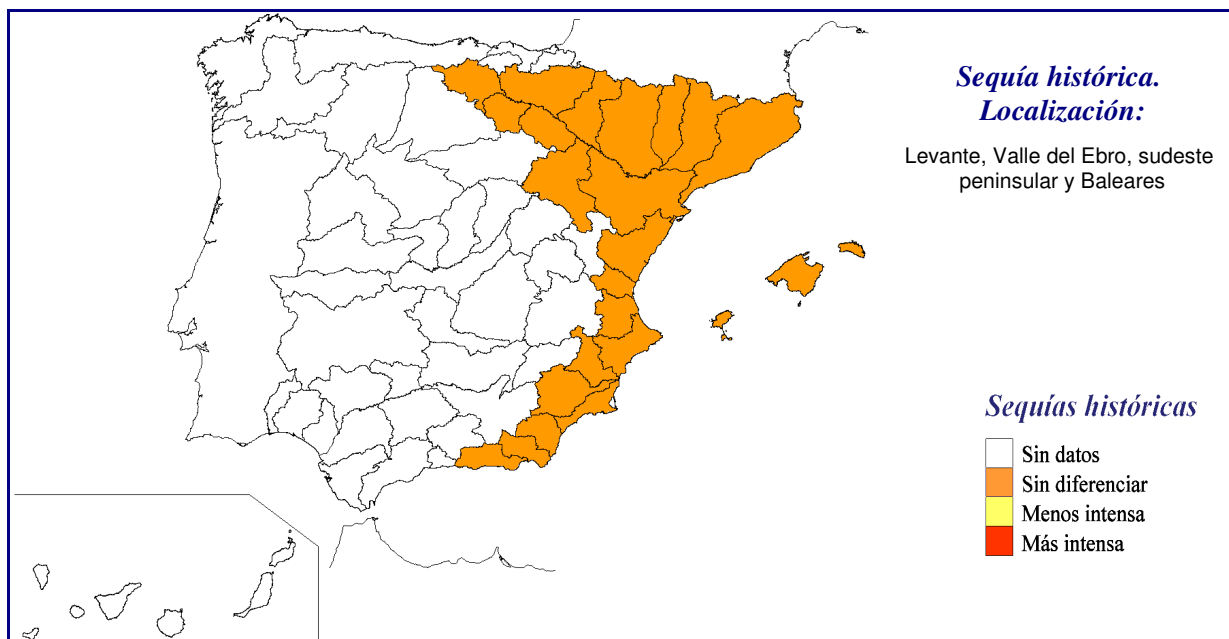 Sequía histórica.
Localización:
Levante, Valle del Ebro, sudeste
peninsular y Baleares
Sequías históricas
Sin datos
Sin diferenciar
Menos intensa
Más intensa